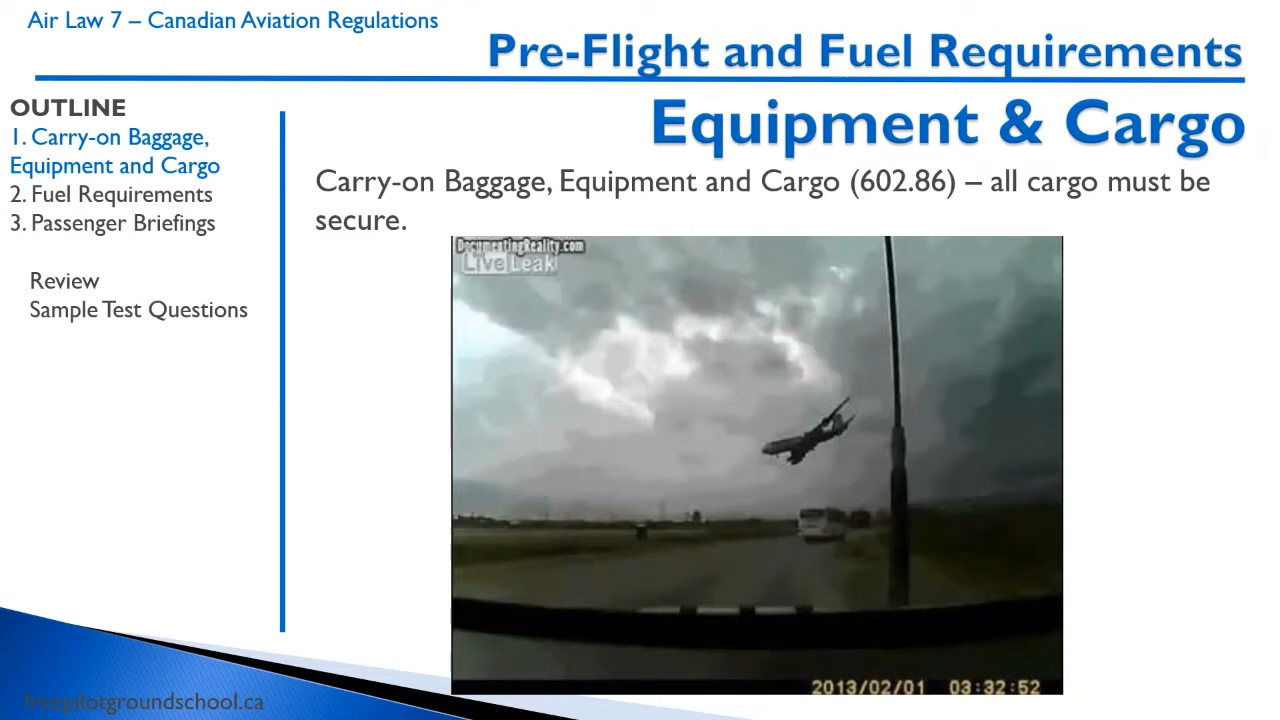 Air Law 7 – Canadian Aviation Regulations
Pre-Flight and Fuel Requirements
OUTLINE
1. Carry-on Baggage,
Equipment and Cargo
2. Fuel Requirements
3. Passenger Briefings
Review
Sample Test Questions
Equipment & Cargo
Carry-on Baggage, Equipment and Cargo (602.86) – all cargo must be
secure.
DocumentingReality.com
LiveLeak
2013/02/01 03:32:52
freepilotgroundschool.ca